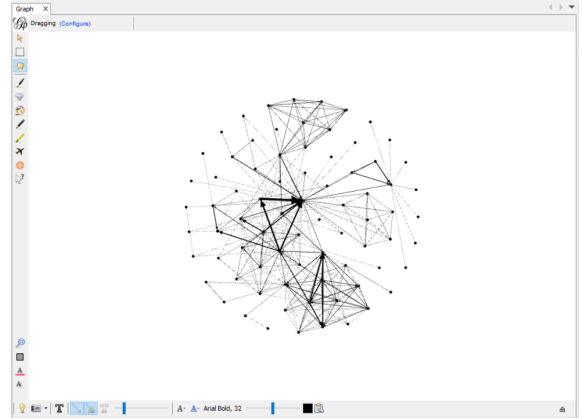 Graph X
Dragging (Configure)
T
A- A- Arial Bold, 32
A
A